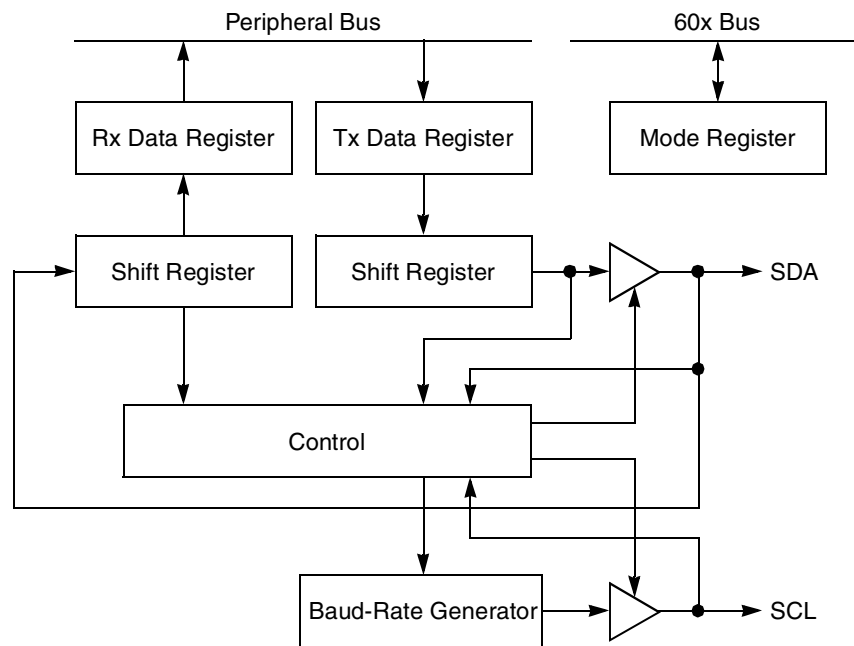 Peripheral Bus
60x Bus
Rx Data Register
Tx Data Register
Mode Register
Shift Register
Shift Register
SDA
Control
Baud-Rate Generator
SCL